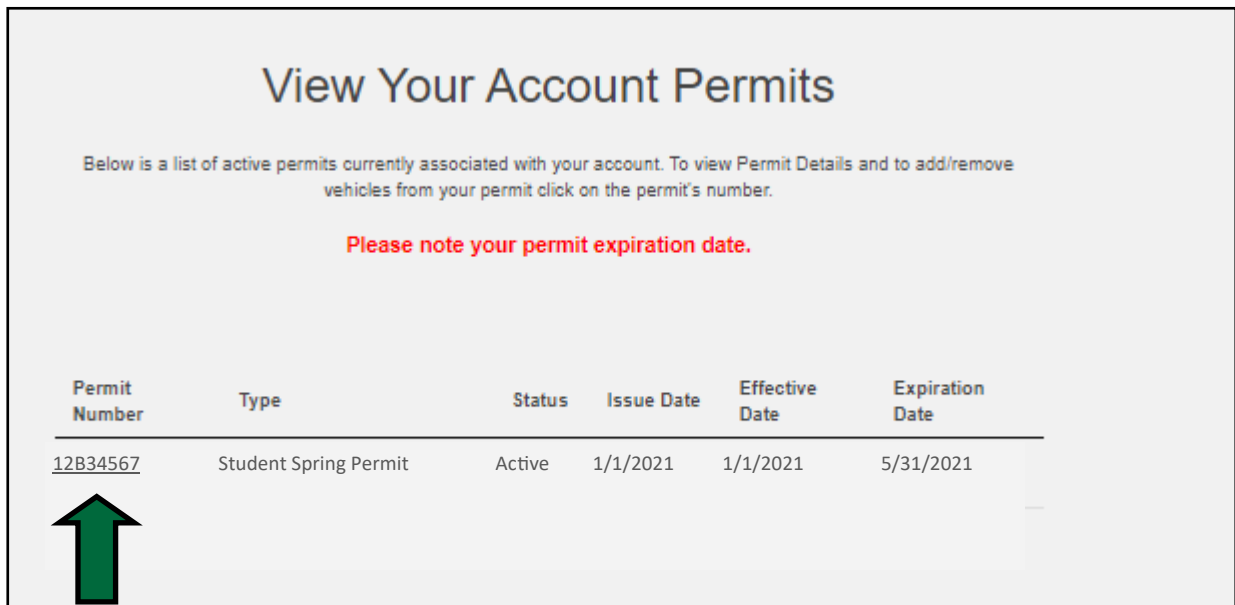 View Your Account Permits
Below is a list of active permits currently associated with your account. To view Permit Details and to add/remove
vehicles from your permit click on the permit's number.
Please note your permit expiration date.
Permit Number Type Status Issue Date Effective Date Expiration Date
12B34567 Student Spring Permit Active 1/1/2021 1/1/2021 5/31/2021